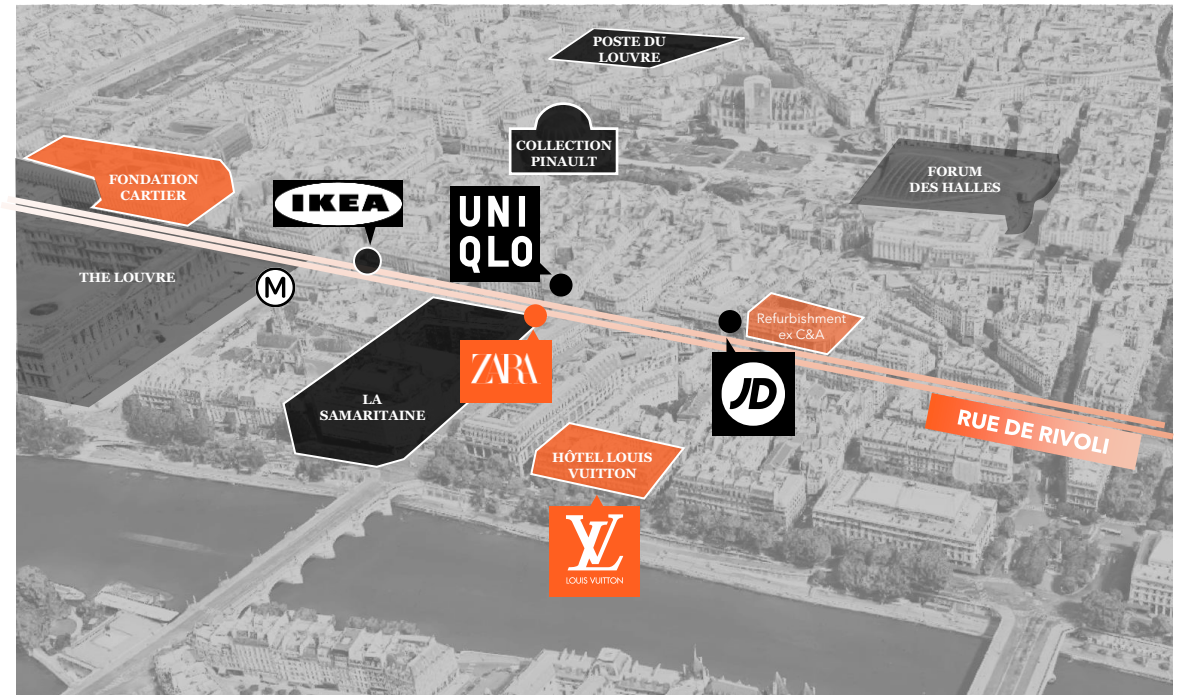 POSTE DU
LOUVRE
COLLECTION
PINAULT
FORUM
DES HALLES
FONDATION
CARTIER
IKEA
UNI
QLO
THE LOUVRE
M
Refurbishment
ex C&A
ZARA
JD
LA
SAMARITAINE
RUE DE RIVOLI
HÔTEL LOUIS
VUITTON
LV
LOUIS VUITTON